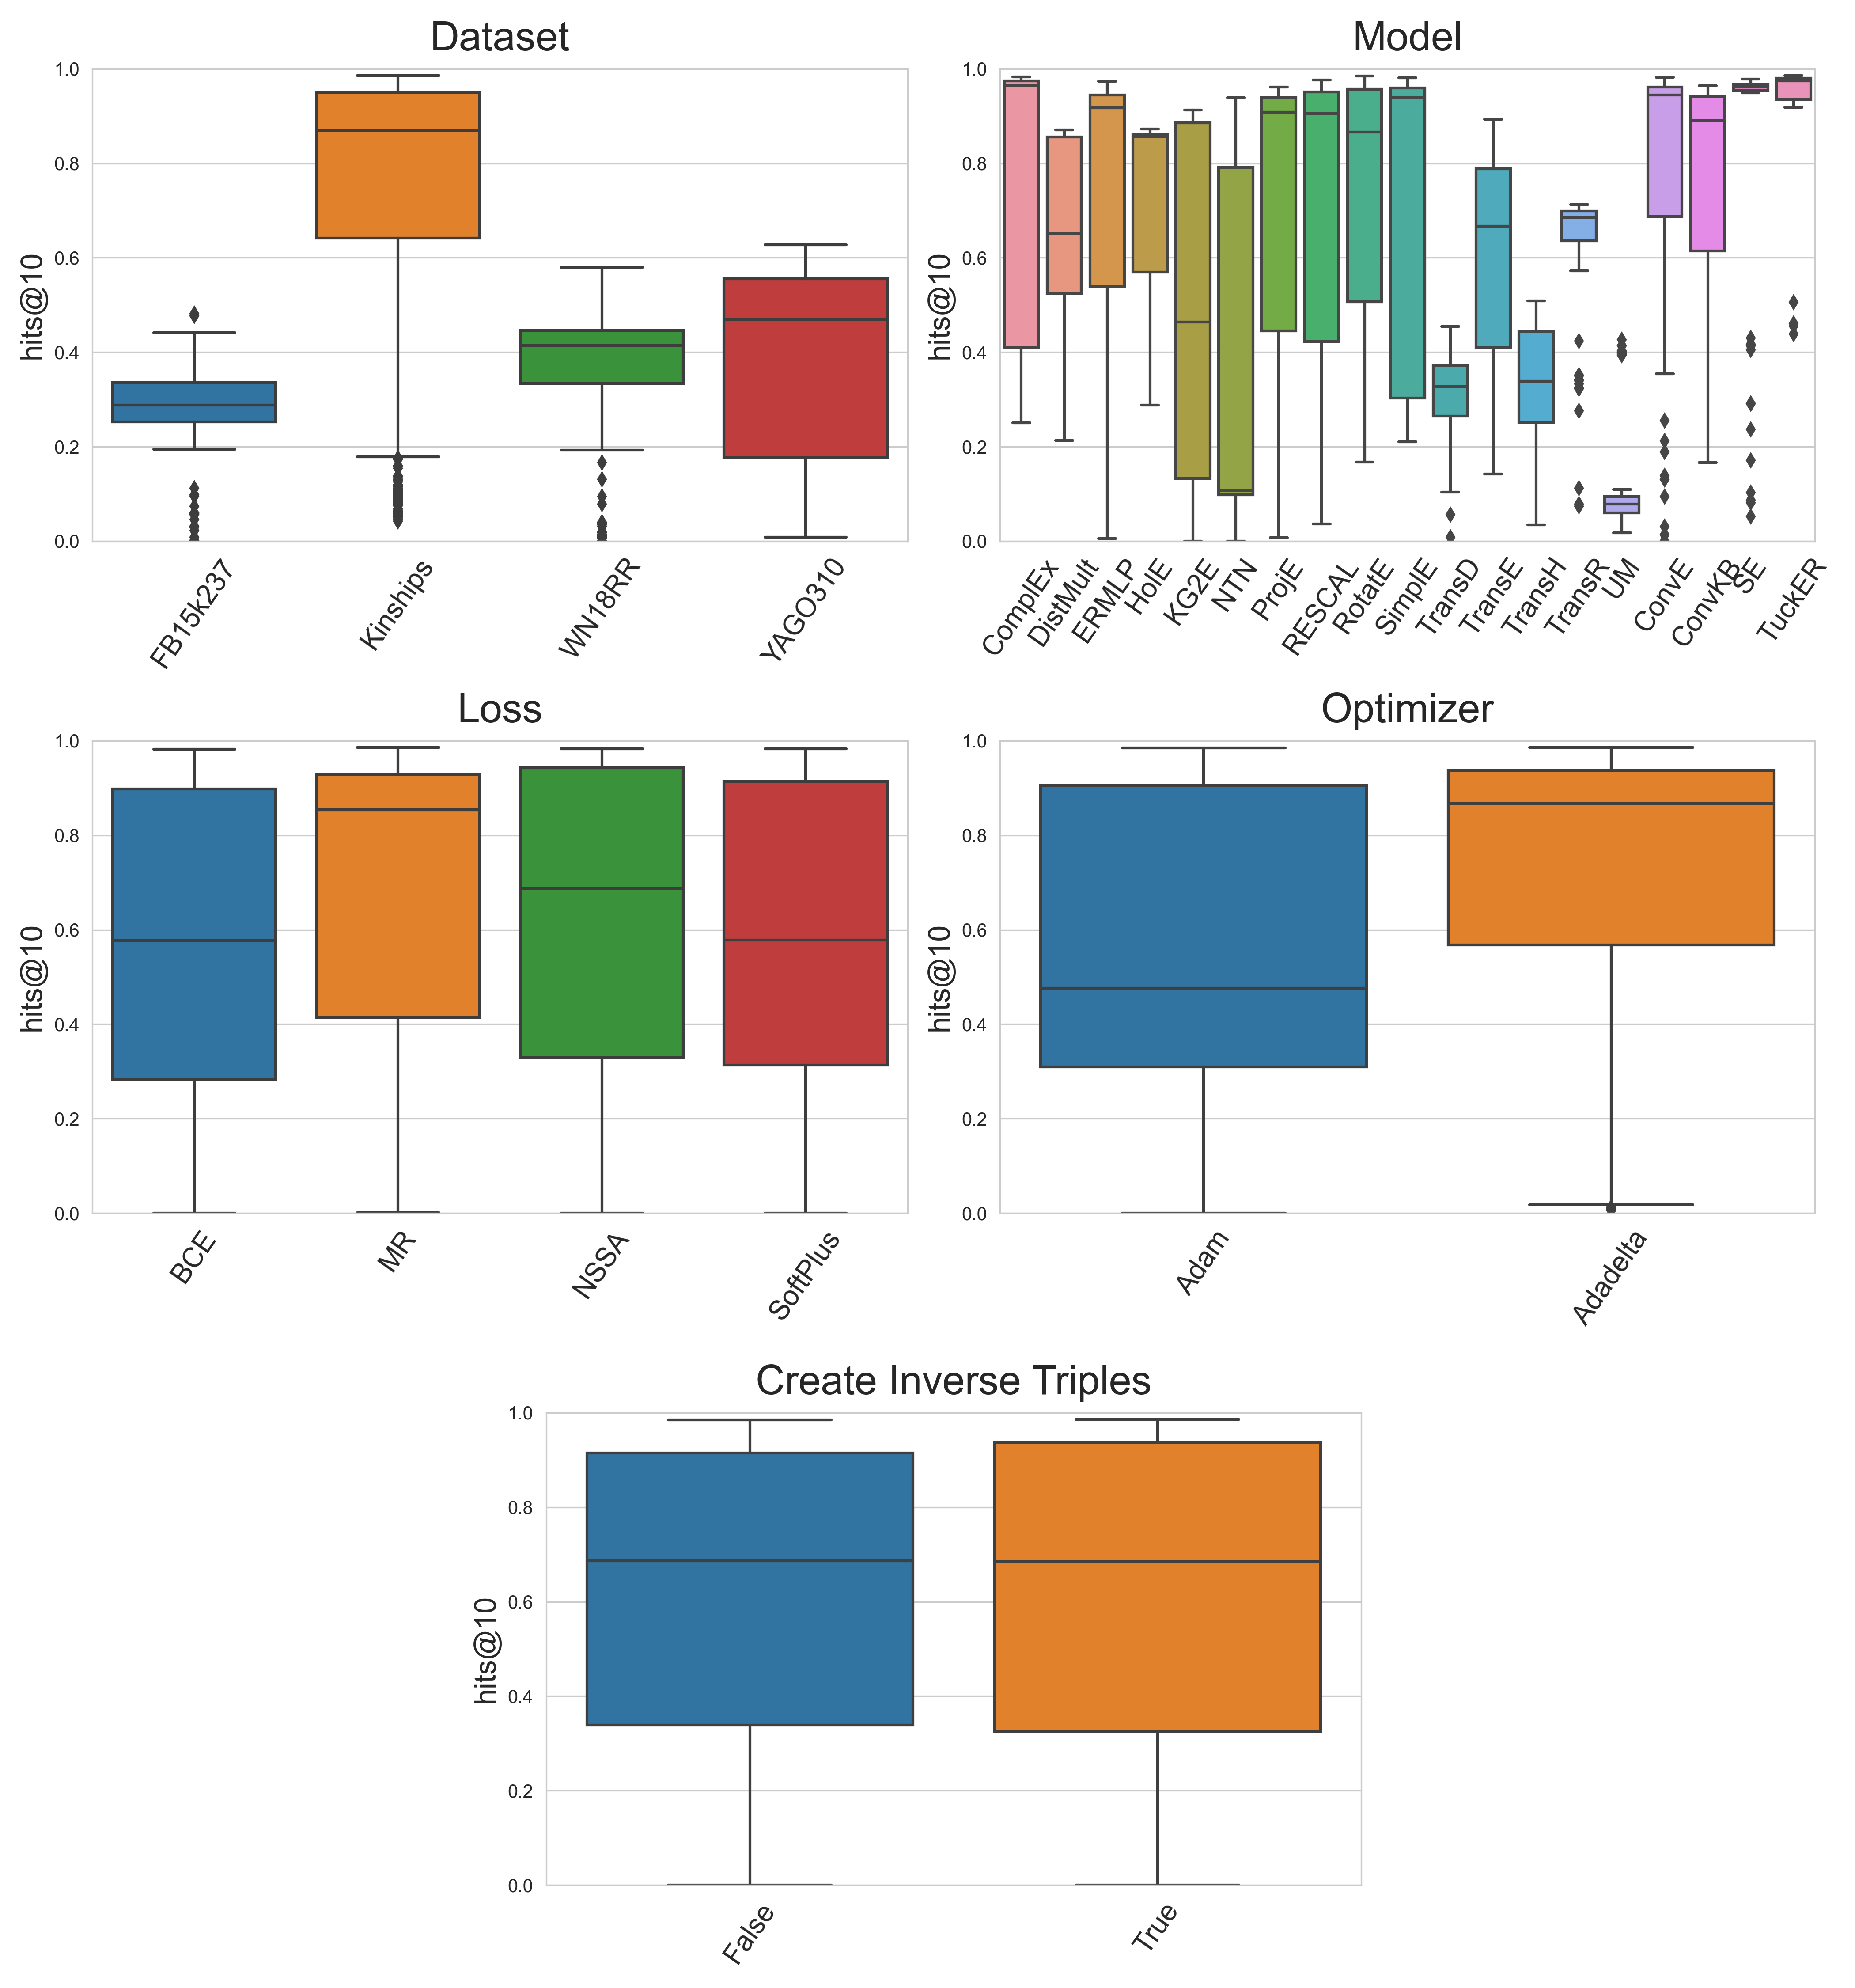 Dataset
hits@10
1.0
0.8
0.6
0.4
0.2
0.0
FB15k237
Kinships
WN18RR
YAGO310
Model
hits@10
1.0
0.8
0.6
0.4
0.2
0.0
ComplEx
DistMult
ERMLP
HolE
KG2E
NTN
ProjE
RESCAL
RotatE
SimplE
TransD
TransE
TransH
TransR
UM
ConvE
ConvKB
SE
TuckER
Loss
hits@10
1.0
0.8
0.6
0.4
0.2
0.0
BCE
MR
NSSA
SoftPlus
Optimizer
hits@10
1.0
0.8
0.6
0.4
0.2
0.0
Adam
Adadelta
Create Inverse Triples
hits@10
1.0
0.8
0.6
0.4
0.2
0.0
False
True